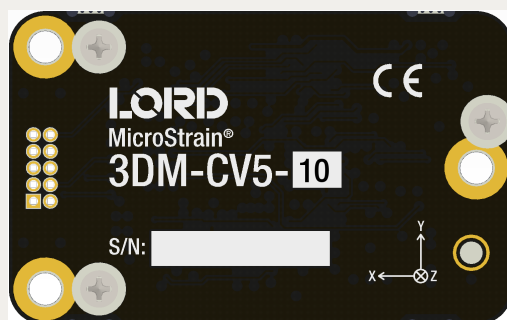 CE
LORD
MicroStrain®
3DM-CV5-10
S/N:
Y
X Z